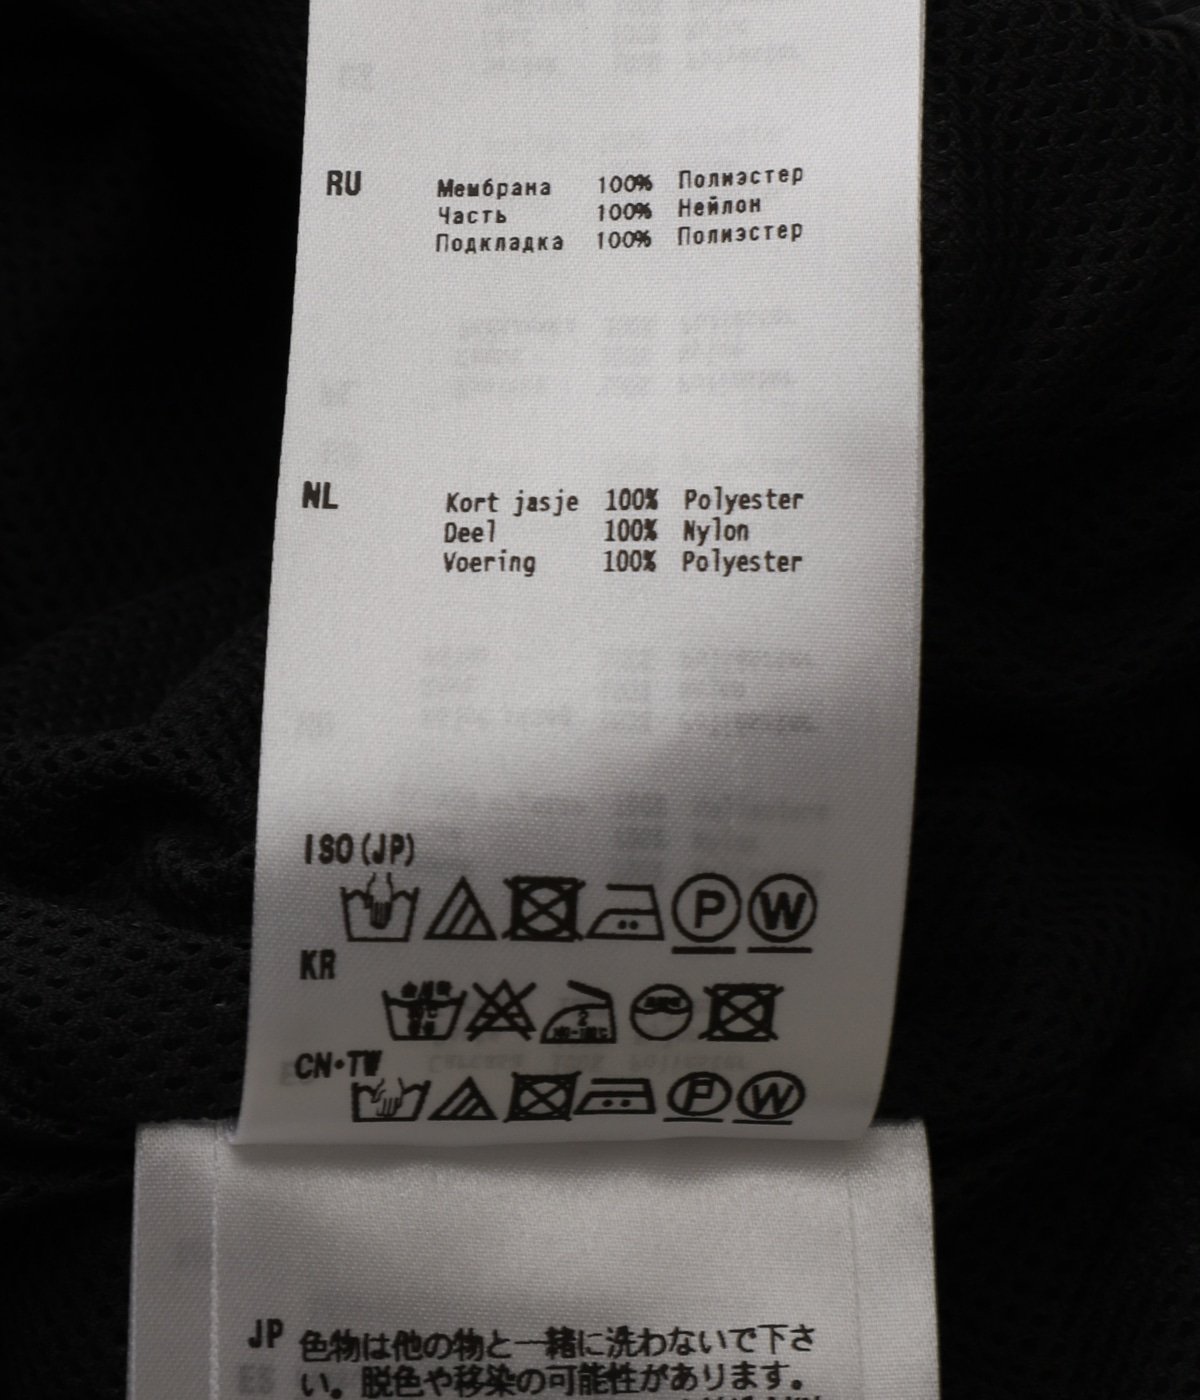 RU Мембрана 100% Полиэстер
Часть 100% Нейлон
Подкладка 100% Полиэстер
NL Kort jasje 100% Polyester
Deel 100% Nylon
Voering 100% Polyester
ISO(JP)
P W
KR
CN·TW
P W
JP 色物は他の物と一緒に洗わないで下さ
い。脱色や移染の可能性があります。